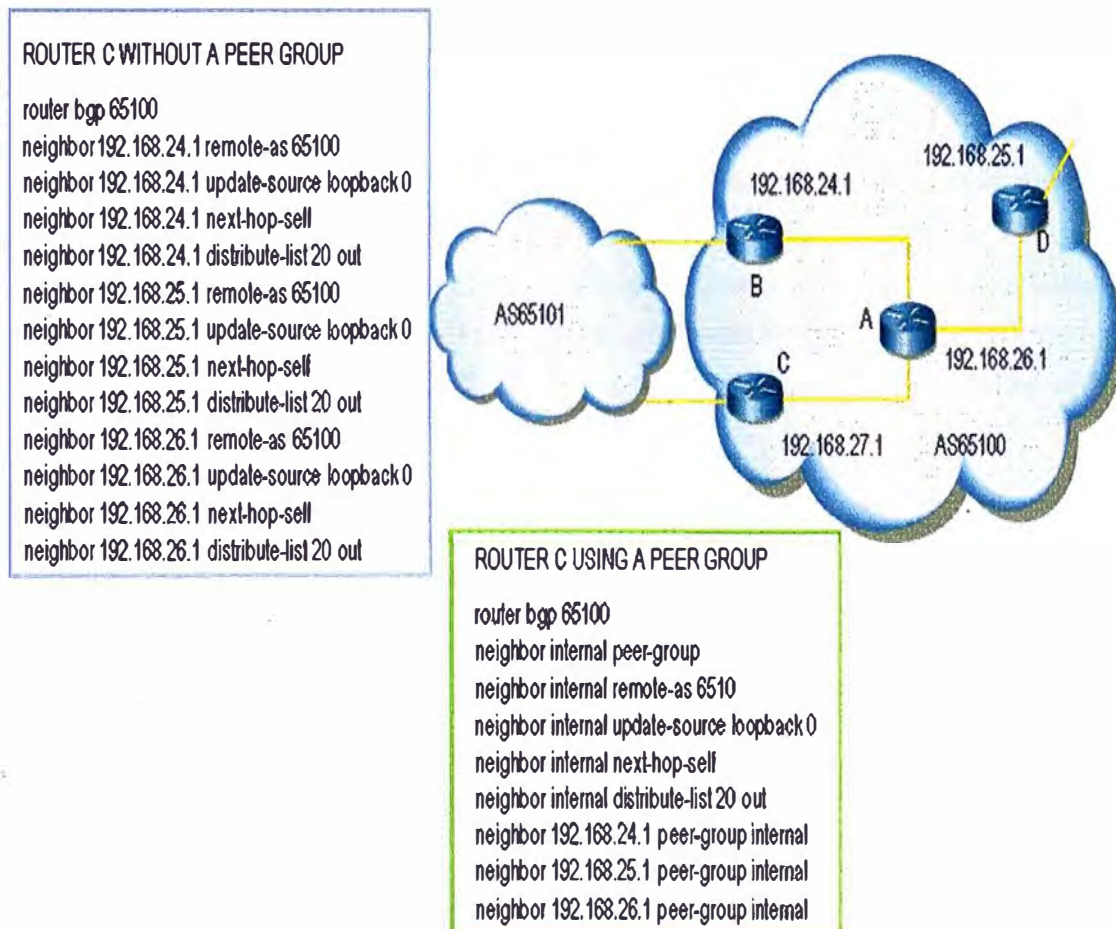 ROUTER C WITHOUT A PEER GROUP
router bgp 65100
neighbor 192.168.24.1 remote-as 65100
neighbor 192.168.24.1 update-source loopback 0
neighbor 192.168.24.1 next-hop-sell
neighbor 192.168.24.1 distribute-list 20 out
neighbor 192.168.25.1 remote-as 65100
neighbor 192.168.25.1 update-source loopback 0
neighbor 192.168.25.1 next-hop-self
neighbor 192.168.25.1 distribute-list 20 out
neighbor 192.168.26.1 remote-as 65100
neighbor 192.168.26.1 update-source loopback 0
neighbor 192.168.26.1 next-hop-sell
neighbor 192.168.26.1 distribute-list 20 out
192.168.25.1
192.168.24.1
D
B
AS65101
A
192.168.26.1
C
192.168.27.1
AS65100
ROUTER C USING A PEER GROUP
router bgp 65100
neighbor internal peer-group
neighbor internal remote-as 6510
neighbor internal update-source loopback 0
neighbor internal next-hop-self
neighbor internal distribute-list 20 out
neighbor 192.168.24.1 peer-group internal
neighbor 192.168.25.1 peer-group internal
neighbor 192.168.26.1 peer-group internal